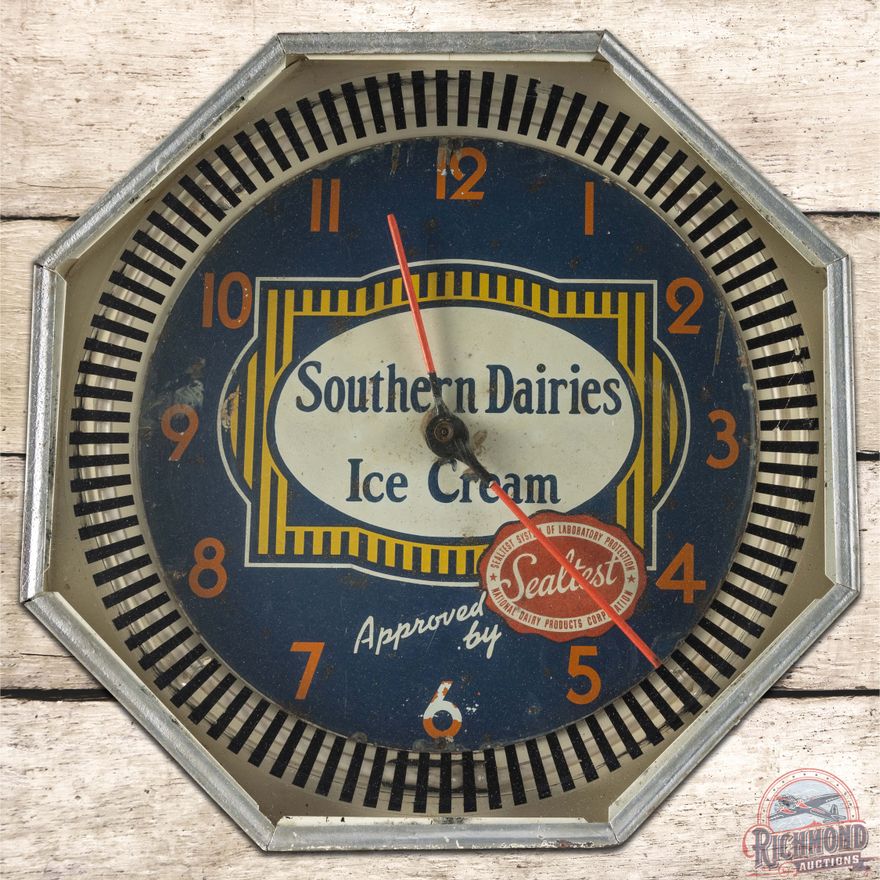 12
1
2
3
4
5
6
7
8
9
10
11
Southern Dairies
Ice Cream
Approved
by
SEALTEST SYSTEM OF LABORATORY PROTECTION
Sealtest
NATIONAL DAIRY PRODUCTS CORPORATION
RICHMOND
AUCTIONS